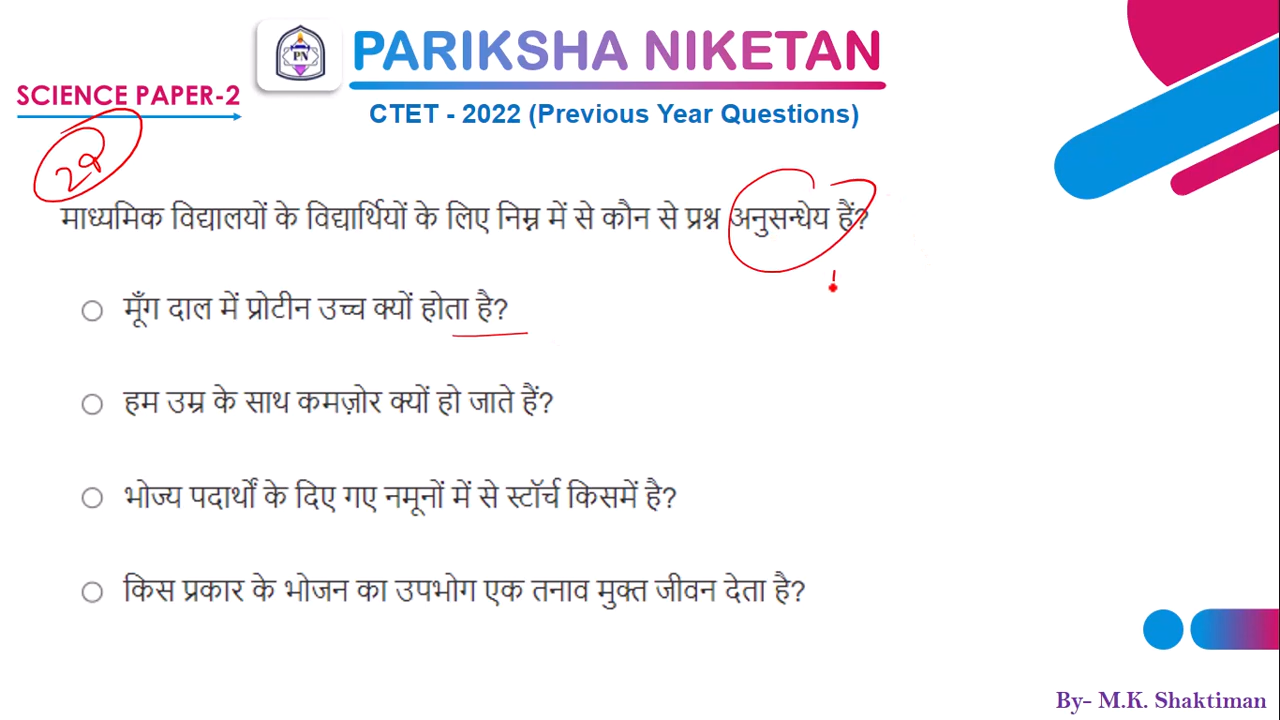 PN
PARIKSHA NIKETAN
SCIENCE PAPER-2
CTET - 2022 (Previous Year Questions)
22
माध्यमिक विद्यालयों के विद्यार्थियों के लिए निम्न में से कौन से प्रश्न अनुसन्धेय हैं?
मूँग दाल में प्रोटीन उच्च क्यों होता है?
हम उम्र के साथ कमज़ोर क्यों हो जाते हैं?
भोज्य पदार्थों के दिए गए नमूनों में से स्टॉर्च किसमें है?
किस प्रकार के भोजन का उपभोग एक तनाव मुक्त जीवन देता है?
By- M.K. Shaktiman